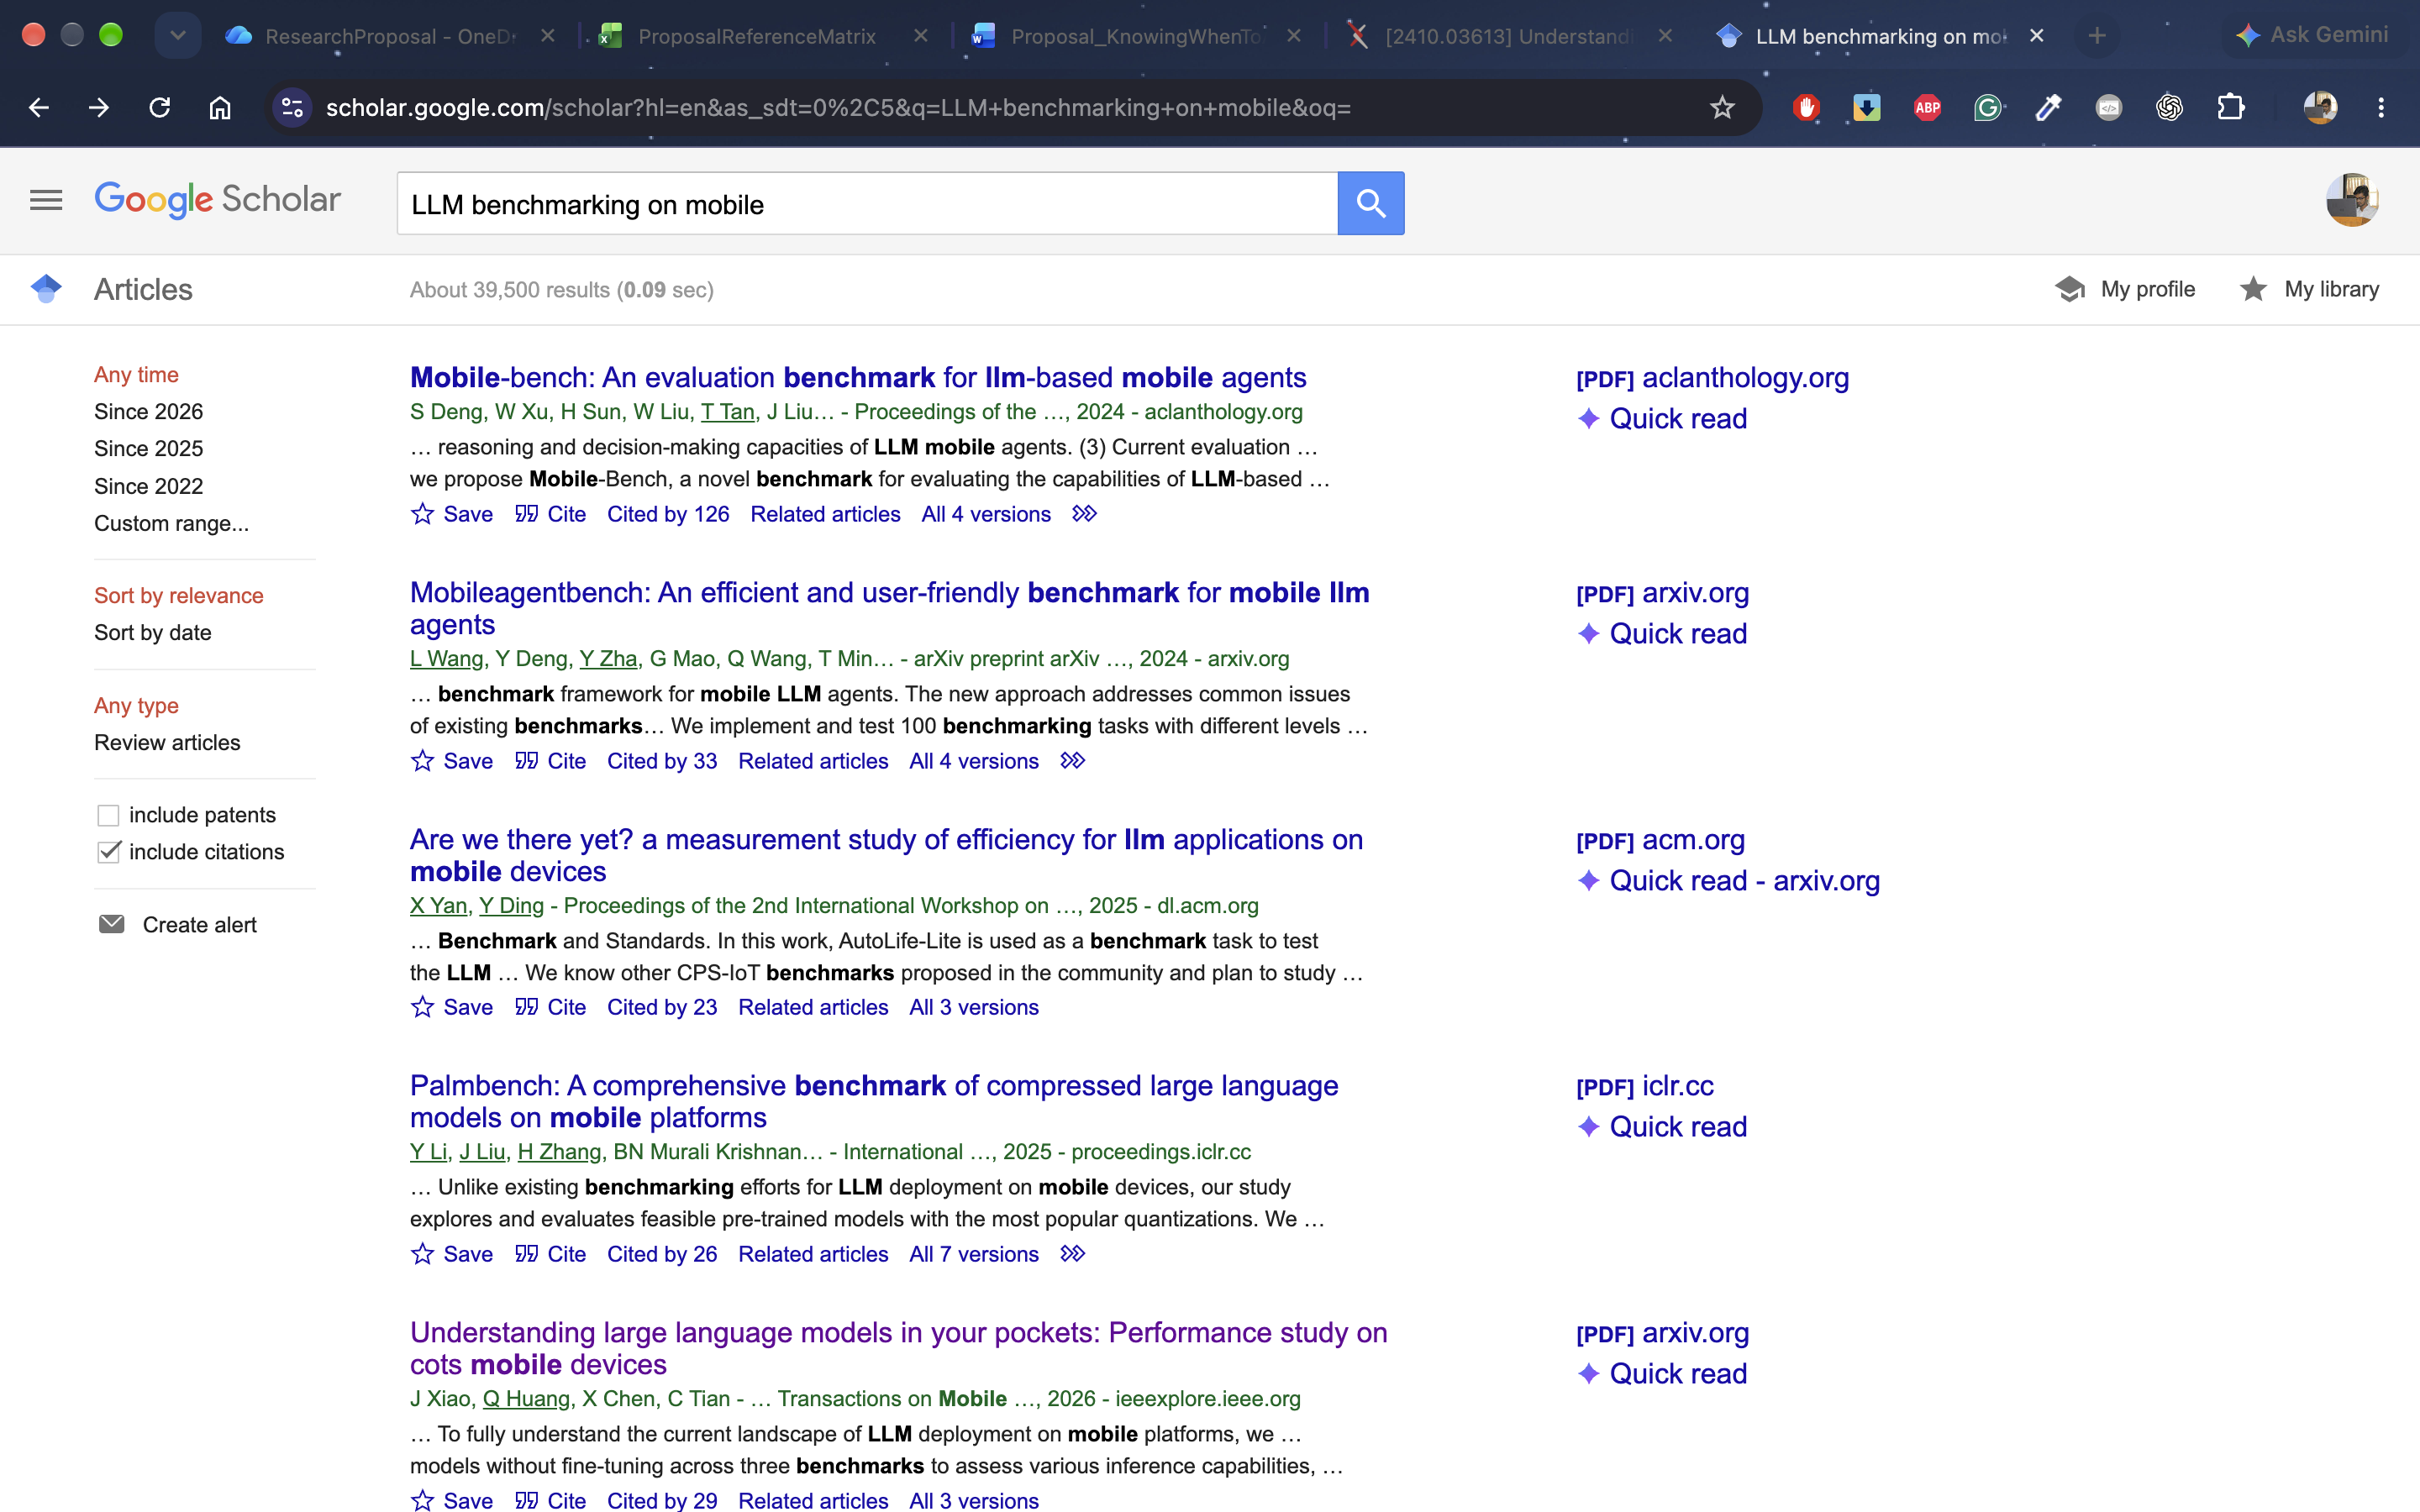 ResearchProposal - OneDr
ProposalReferenceMatrix
Proposal_KnowingWhenTo
[2410.03613] Understandi
LLM benchmarking on mob
Ask Gemini
scholar.google.com/scholar?hl=en&as_sdt=0%2C5&q=LLM+benchmarking+on+mobile&oq=
ABP
Google Scholar
LLM benchmarking on mobile
Articles
About 39,500 results (0.09 sec)
My profile
My library
Any time
Since 2026
Since 2025
Since 2022
Custom range...
Sort by relevance
Sort by date
Any type
Review articles
include patents
include citations
Create alert
Mobile-bench: An evaluation benchmark for llm-based mobile agents
S Deng, W Xu, H Sun, W Liu, T Tan, J Liu… - Proceedings of the …, 2024 - aclanthology.org
… reasoning and decision-making capacities of LLM mobile agents. (3) Current evaluation …
we propose Mobile-Bench, a novel benchmark for evaluating the capabilities of LLM-based …
Save Cite Cited by 126 Related articles All 4 versions
[PDF] aclanthology.org
Quick read
Mobileagentbench: An efficient and user-friendly benchmark for mobile llm
agents
L Wang, Y Deng, Y Zha, G Mao, Q Wang, T Min… - arXiv preprint arXiv …, 2024 - arxiv.org
… benchmark framework for mobile LLM agents. The new approach addresses common issues
of existing benchmarks… We implement and test 100 benchmarking tasks with different levels …
Save Cite Cited by 33 Related articles All 4 versions
[PDF] arxiv.org
Quick read
Are we there yet? a measurement study of efficiency for llm applications on
mobile devices
X Yan, Y Ding - Proceedings of the 2nd International Workshop on …, 2025 - dl.acm.org
… Benchmark and Standards. In this work, AutoLife-Lite is used as a benchmark task to test
the LLM … We know other CPS-IoT benchmarks proposed in the community and plan to study …
Save Cite Cited by 23 Related articles All 3 versions
[PDF] acm.org
Quick read - arxiv.org
Palmbench: A comprehensive benchmark of compressed large language
models on mobile platforms
Y Li, J Liu, H Zhang, BN Murali Krishnan… - International …, 2025 - proceedings.iclr.cc
… Unlike existing benchmarking efforts for LLM deployment on mobile devices, our study
explores and evaluates feasible pre-trained models with the most popular quantizations. We …
Save Cite Cited by 26 Related articles All 7 versions
[PDF] iclr.cc
Quick read
Understanding large language models in your pockets: Performance study on
cots mobile devices
J Xiao, Q Huang, X Chen, C Tian - … Transactions on Mobile …, 2026 - ieeexplore.ieee.org
… To fully understand the current landscape of LLM deployment on mobile platforms, we …
models without fine-tuning across three benchmarks to assess various inference capabilities, …
Save Cite Cited by 29 Related articles All 3 versions
[PDF] arxiv.org
Quick read